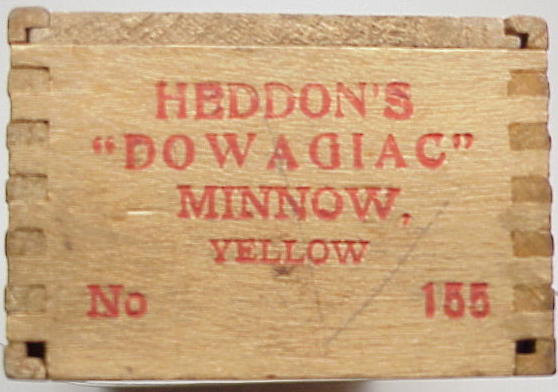 HEDDON'S
"DOWAGIAC"
MINNOW,
YELLOW
No 155